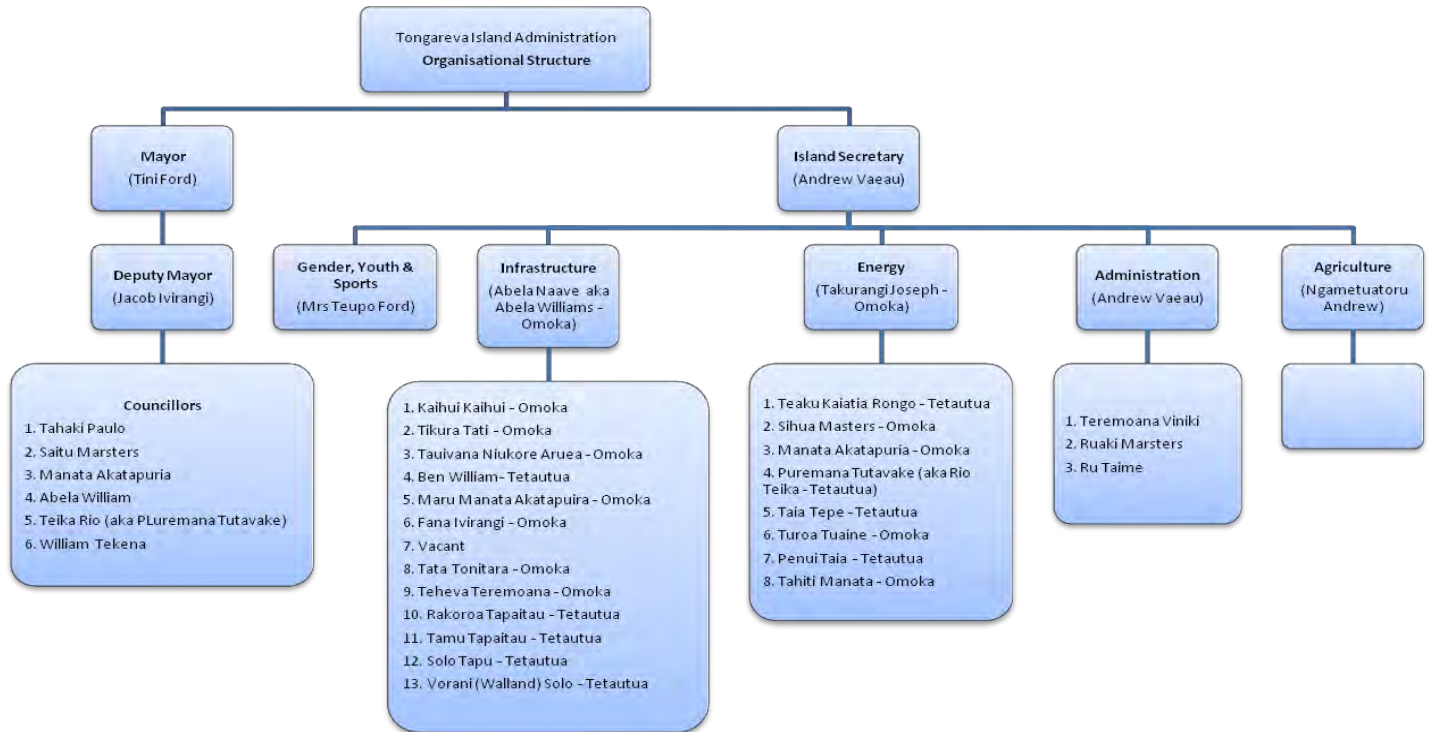 Tongareva Island Administration
Organisational Structure
Mayor
(Tini Ford)
Island Secretary
(Andrew Vaeau)
Deputy Mayor
(Jacob Ivirangi)
Gender, Youth &
Sports
(Mrs Teupo Ford)
Infrastructure
(Abela Naave aka
Abela Williams -
Omoka)
Energy
(Takurangi Joseph -
Omoka)
Administration
(Andrew Vaeau)
Agriculture
(Ngametuatoru
Andrew)
Councillors
1. Tahaki Paulo
2. Saitu Marsters
3. Manata Akatapuria
4. Abela William
5. Teika Rio (aka PLuremana Tutavake)
6. William Tekena
1. Kaihui Kaihui - Omoka
2. Tikura Tati - Omoka
3. Tauivana Niukore Aruea - Omoka
4. Ben William- Tetautua
5. Maru Manata Akatapuira - Omoka
6. Fana Ivirangi - Omoka
7. Vacant
8. Tata Tonitara - Omoka
9. Teheva Teremoana - Omoka
10. Rakoroa Tapaitau - Tetautua
11. Tamu Tapaitau - Tetautua
12. Solo Tapu - Tetautua
13. Vorani (Walland) Solo - Tetautua
1. Teaku Kaiatia Rongo - Tetautua
2. Sihua Masters - Omoka
3. Manata Akatapuria - Omoka
4. Puremana Tutavake (aka Rio
Teika - Tetautua)
5. Taia Tepe - Tetautua
6. Turoa Tuaine - Omoka
7. Penui Taia - Tetautua
8. Tahiti Manata - Omoka
1. Teremoana Viniki
2. Ruaki Marsters
3. Ru Taime